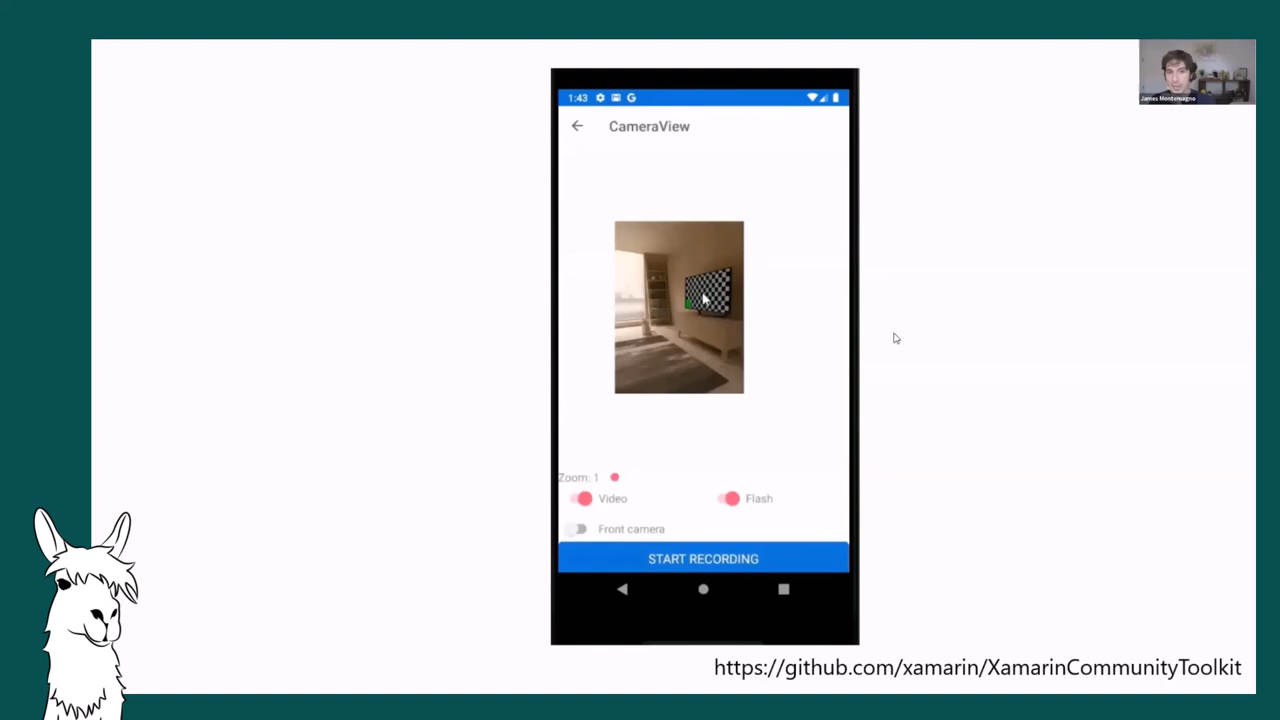 James Montemagno
1:43
CameraView
Zoom: 1
Video
Flash
Front camera
START RECORDING
https://github.com/xamarin/XamarinCommunityToolkit